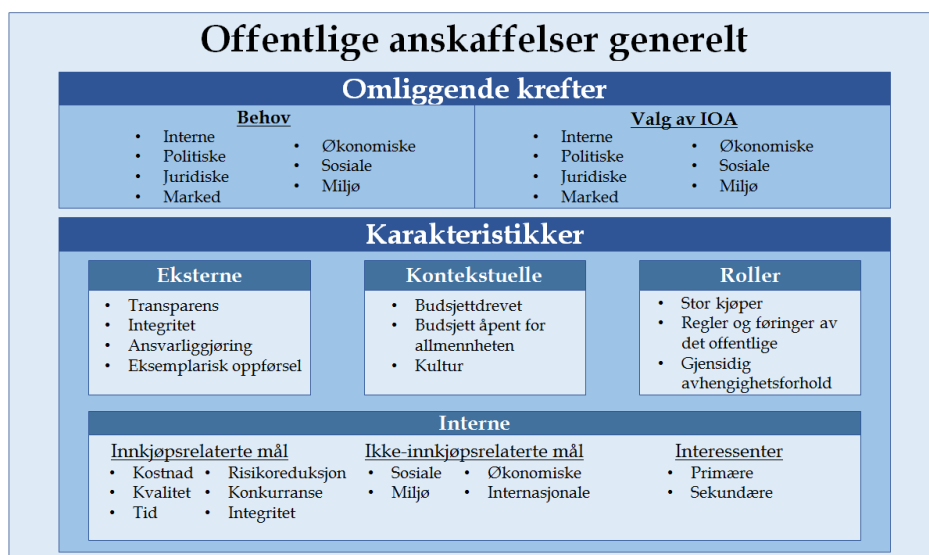 Offentlige anskaffelser generelt
Omliggende krefter
Behov
• Interne
• Politiske
• Juridiske
• Marked
• Økonomiske
• Sosiale
• Miljø
Valg av IOA
• Interne
• Politiske
• Juridiske
• Marked
• Økonomiske
• Sosiale
• Miljø
Karakteristikker
Eksterne
• Transparens
• Integritet
• Ansvarliggjøring
• Eksemplarisk oppførsel
Kontekstuelle
• Budsjettdrevet
• Budsjett åpent for
allmennheten
• Kultur
Roller
• Stor kjøper
• Regler og føringer av
det offentlige
• Gjensidig
avhengighetsforhold
Interne
Innkjøpsrelaterte mål
• Kostnad
• Kvalitet
• Tid
• Risikoreduksjon
• Konkurranse
• Integritet
Ikke-innkjøpsrelaterte mål
• Sosiale
• Miljø
• Økonomiske
• Internasjonale
Interessenter
• Primære
• Sekundære